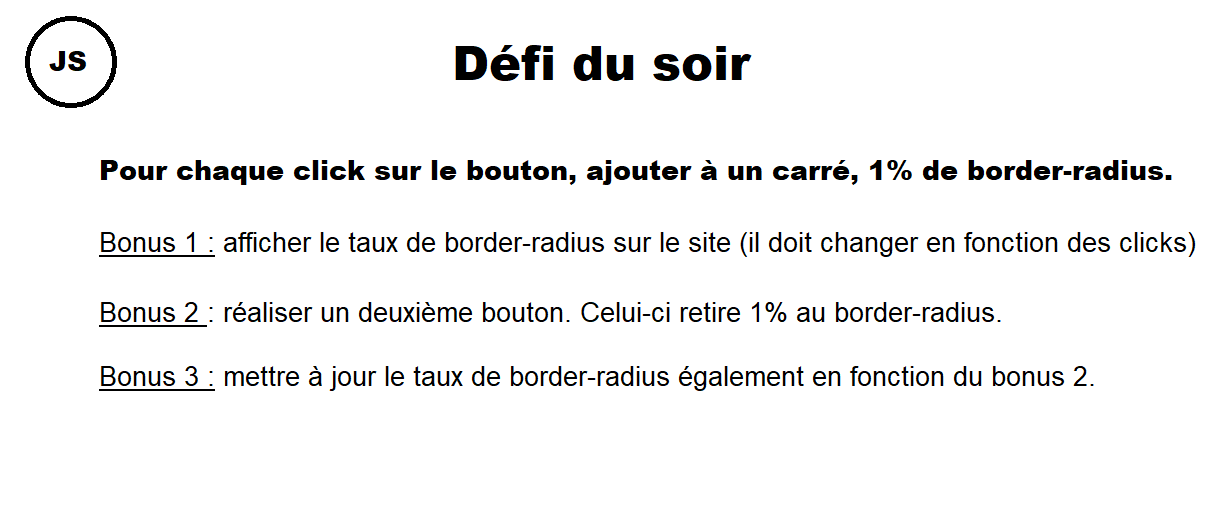 JS
Défi du soir
Pour chaque click sur le bouton, ajouter à un carré, 1% de border-radius.
Bonus 1 : afficher le taux de border-radius sur le site (il doit changer en fonction des clicks)
Bonus 2 : réaliser un deuxième bouton. Celui-ci retire 1% au border-radius.
Bonus 3 : mettre à jour le taux de border-radius également en fonction du bonus 2.